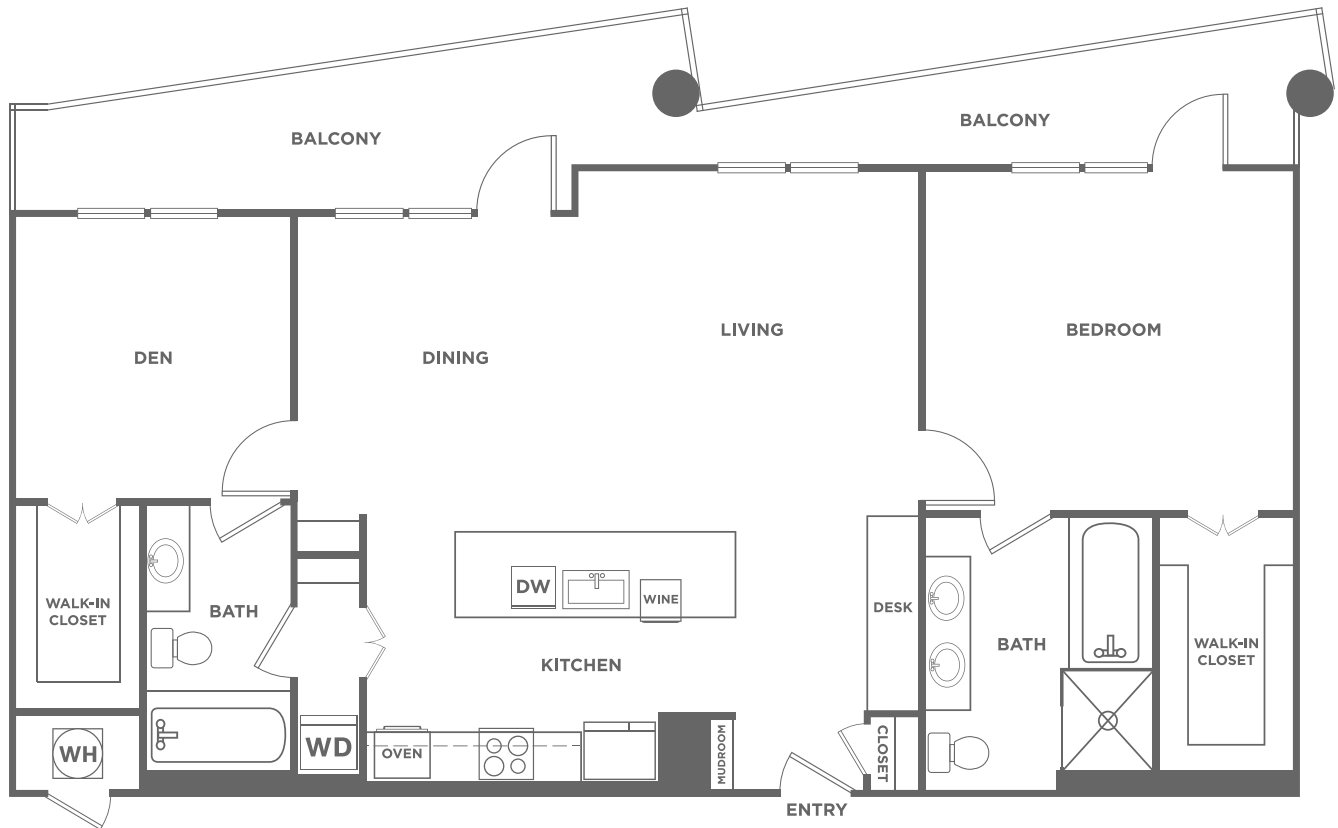 BALCONY
BALCONY
DEN
DINING
LIVING
BEDROOM
WALK-IN
CLOSET
BATH
DW
WINE
DESK
BATH
WALK-IN
CLOSET
KITCHEN
WH
WD
OVEN
MUDROOM
CLOSET
ENTRY